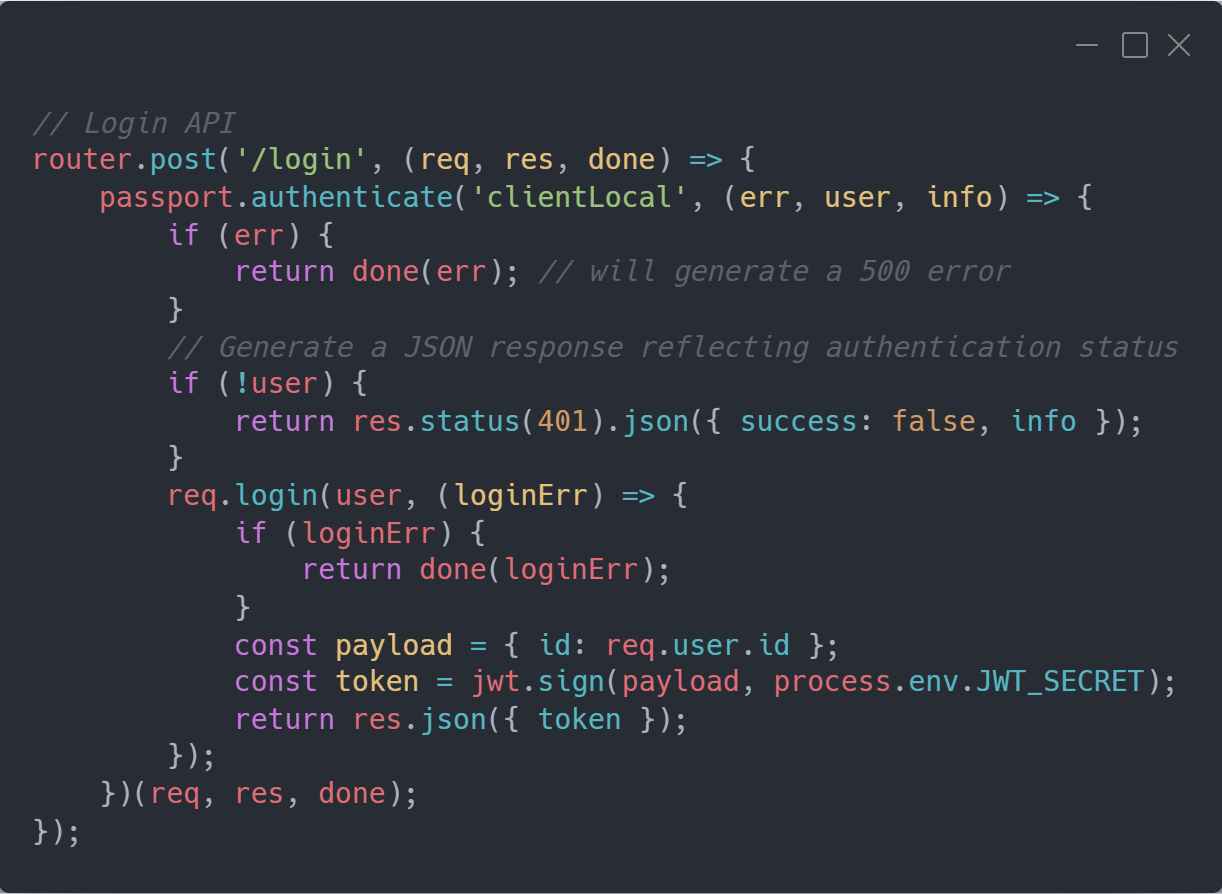 // Login API
router.post('/login', (req, res, done) => {
    passport.authenticate('clientLocal', (err, user, info) => {
        if (err) {
            return done(err); // will generate a 500 error
        }
        // Generate a JSON response reflecting authentication status
        if (!user) {
            return res.status(401).json({ success: false, info });
        }
        req.login(user, (loginErr) => {
            if (loginErr) {
                return done(loginErr);
            }
            const payload = { id: req.user.id };
            const token = jwt.sign(payload, process.env.JWT_SECRET);
            return res.json({ token });
        });
    })(req, res, done);
});